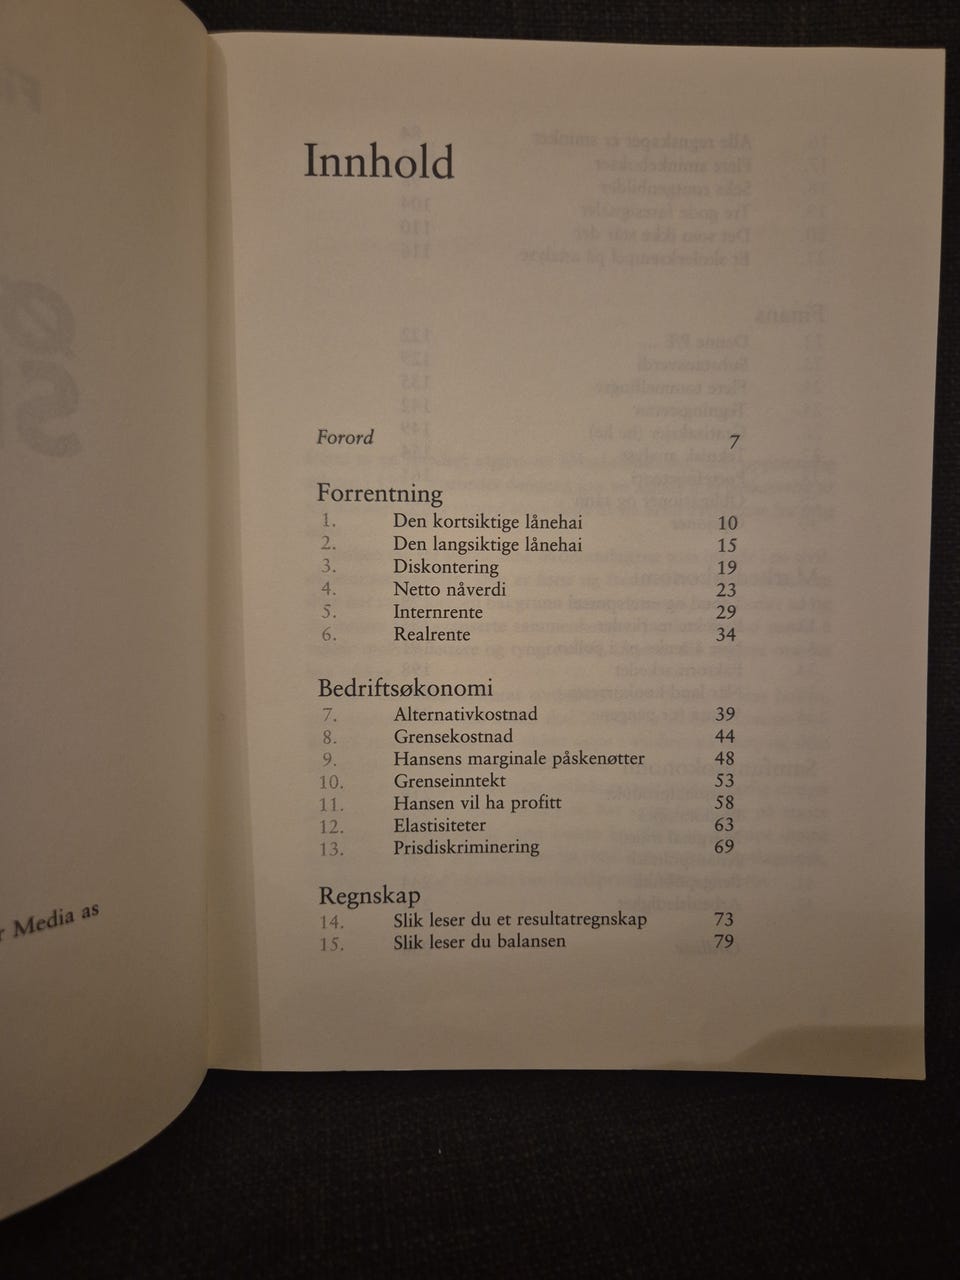 Innhold
Forord 7
Forrentning
1. Den kortsiktige lånehai 10
2. Den langsiktige lånehai 15
3. Diskontering 19
4. Netto nåverdi 23
5. Internrente 29
6. Realrente 34
Bedriftsøkonomi
7. Alternativkostnad 39
8. Grensekostnad 44
9. Hansens marginale påskenøtter 48
10. Grenseinntekt 53
11. Hansen vil ha profitt 58
12. Elastisiteter 63
13. Prisdiskriminering 69
Regnskap
14. Slik leser du et resultatregnskap 73
15. Slik leser du balansen 79
Media as